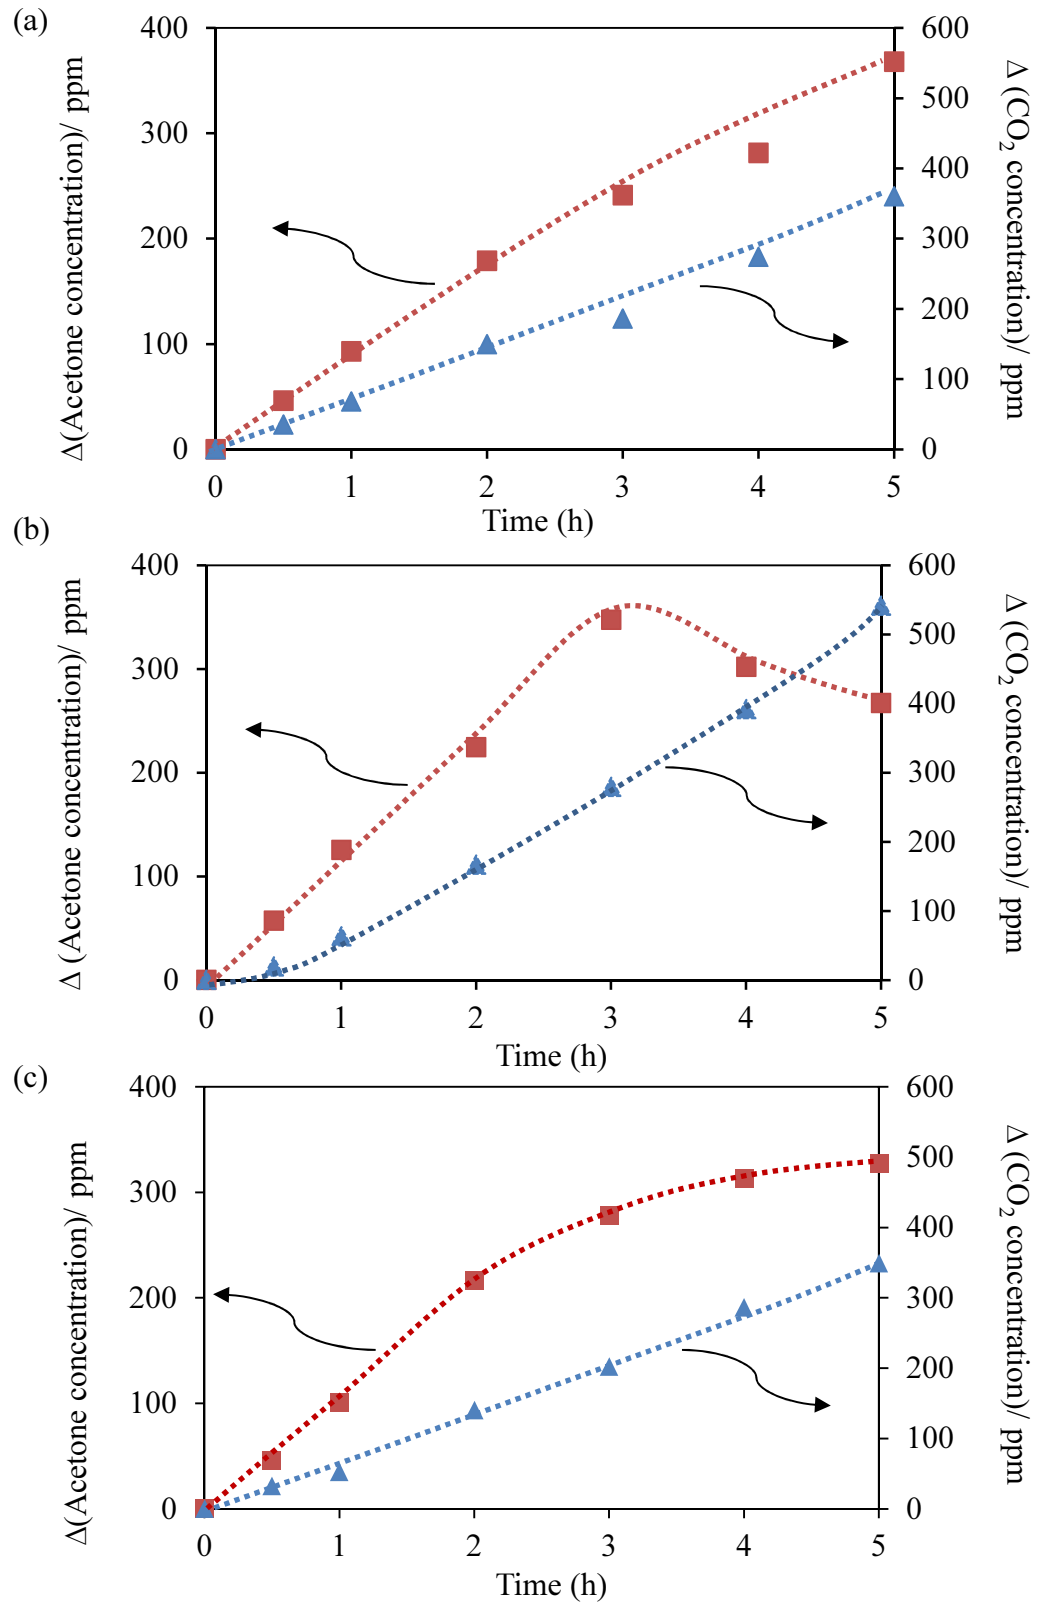 (a)
400
300
200
100
0
Δ(Acetone concentration)/ ppm
600
500
400
300
200
100
0
Δ (CO₂ concentration)/ ppm
0 1 2 3 4 5
Time (h)
(b)
400
300
200
100
0
Δ (Acetone concentration)/ ppm
600
500
400
300
200
100
0
Δ (CO₂ concentration)/ ppm
0 1 2 3 4 5
Time (h)
(c)
400
300
200
100
0
Δ(Acetone concentration)/ ppm
600
500
400
300
200
100
0
Δ (CO₂ concentration)/ ppm
0 1 2 3 4 5
Time (h)